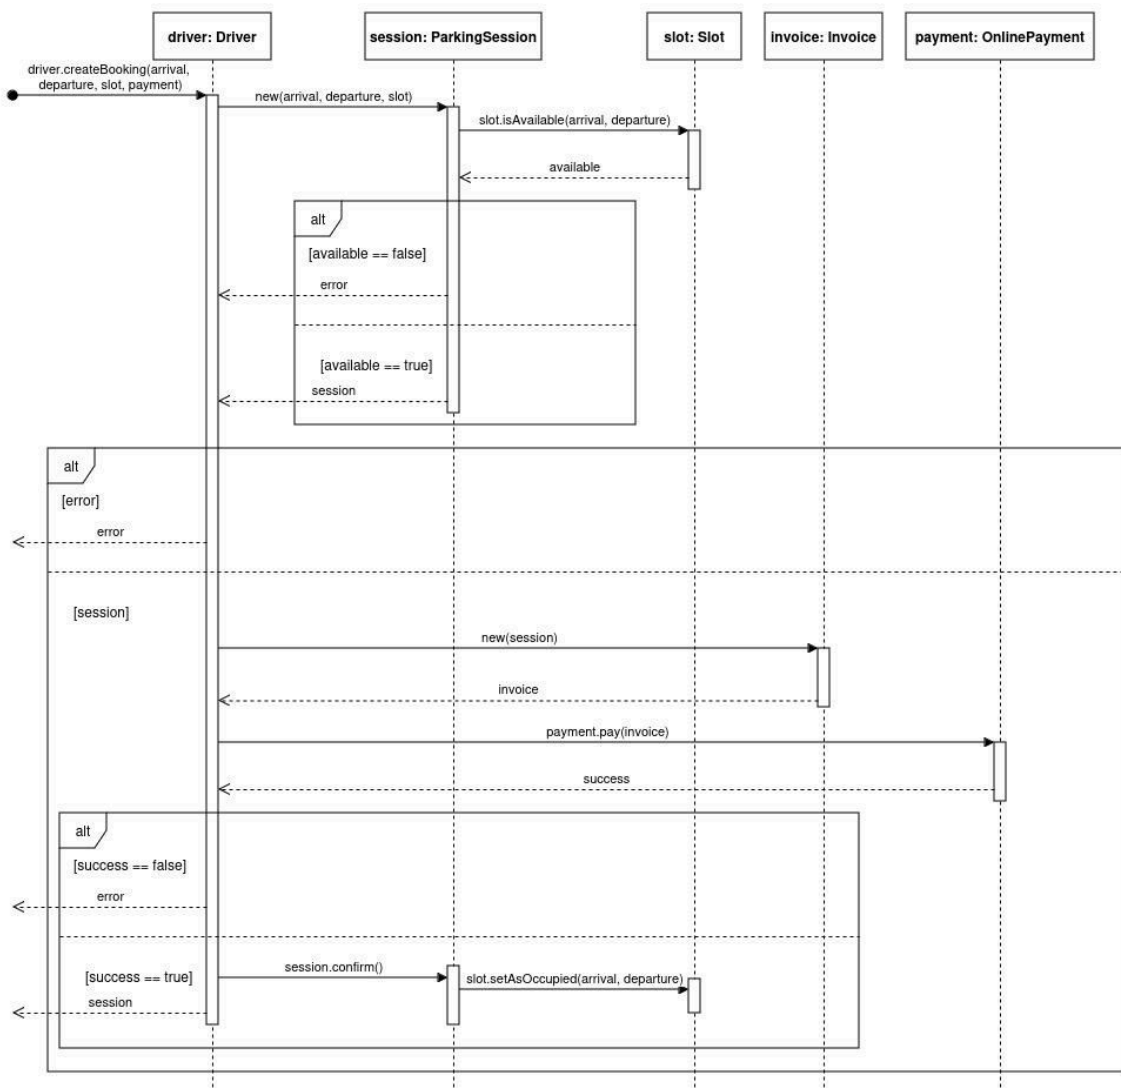 driver: Driver
session: ParkingSession
slot: Slot
invoice: Invoice
payment: OnlinePayment
driver.createBooking(arrival,
departure, slot, payment)
new(arrival, departure, slot)
slot.isAvailable(arrival, departure)
available
alt
[available == false]
error
[available == true]
session
alt
[error]
error
[session]
new(session)
invoice
payment.pay(invoice)
success
alt
[success == false]
error
[success == true]
session.confirm()
slot.setAsOccupied(arrival, departure)
session